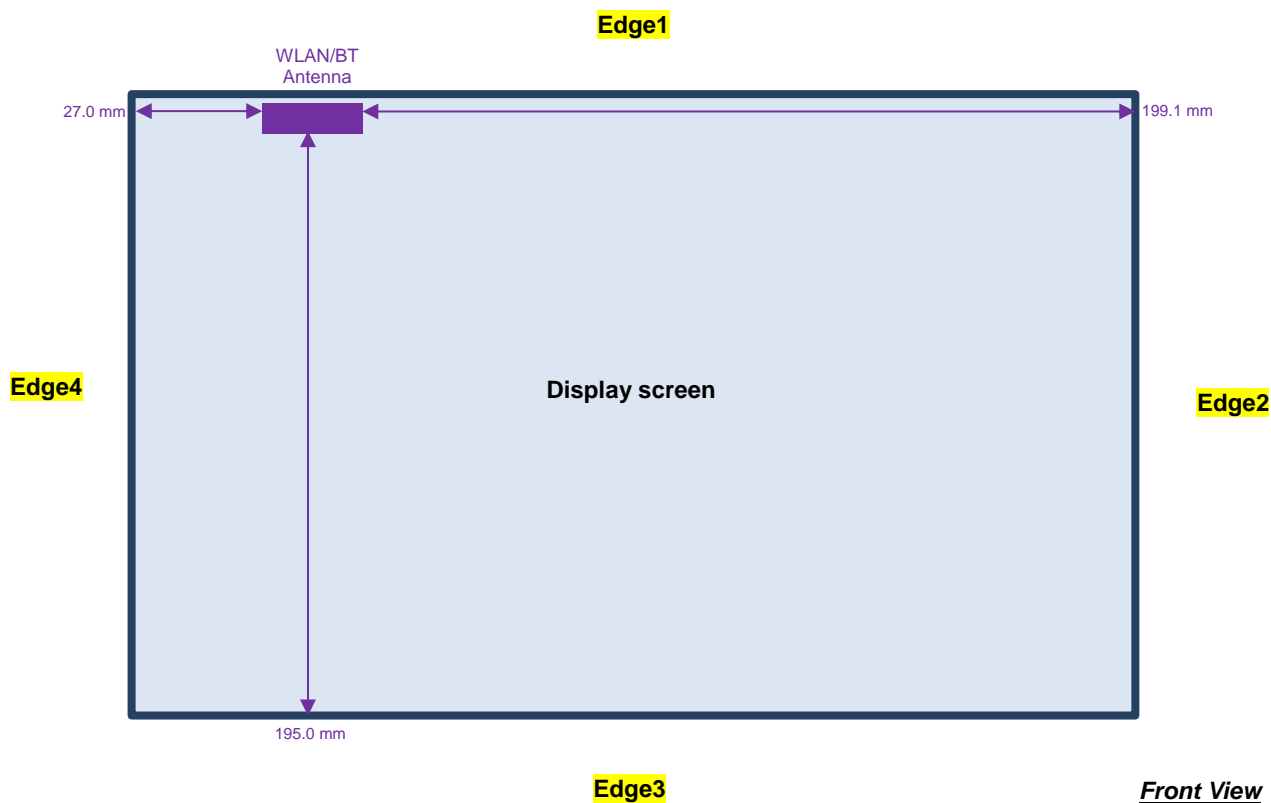 Edge1
WLAN/BT
Antenna
27.0 mm
199.1 mm
Edge4
Display screen
Edge2
195.0 mm
Edge3
Front View